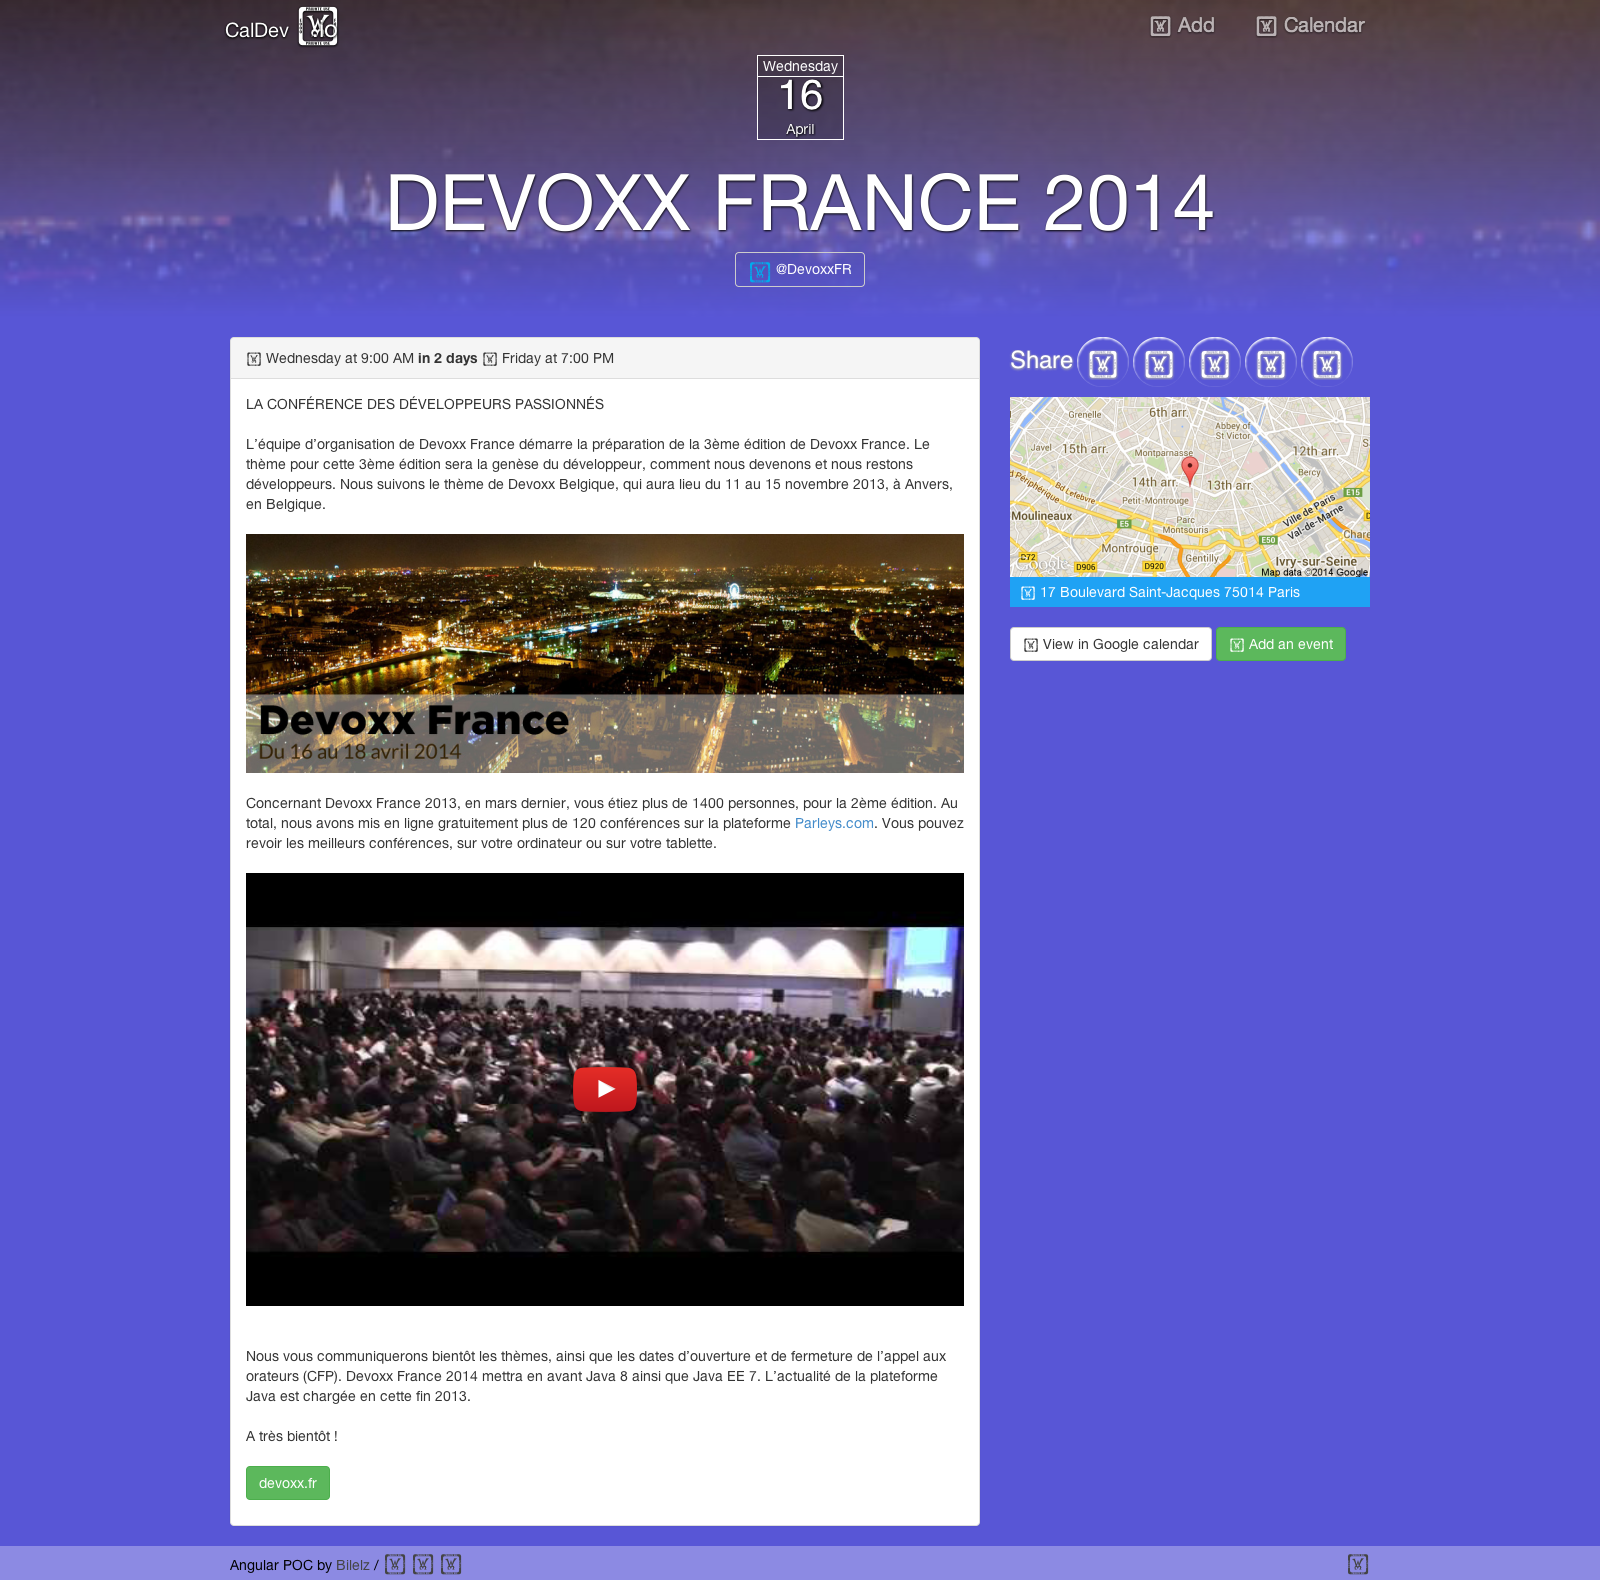 CalDev
Add
Calendar
Wednesday
16
April
DEVOXX FRANCE 2014
@DevoxxFR
Wednesday at 9:00 AM in 2 days Friday at 7:00 PM
LA CONFÉRENCE DES DÉVELOPPEURS PASSIONNÉS
L’équipe d’organisation de Devoxx France démarre la préparation de la 3ème édition de Devoxx France. Le
thème pour cette 3ème édition sera la genèse du développeur, comment nous devenons et nous restons
développeurs. Nous suivons le thème de Devoxx Belgique, qui aura lieu du 11 au 15 novembre 2013, à Anvers,
en Belgique.
Devoxx France
Du 16 au 18 avril 2014
Concernant Devoxx France 2013, en mars dernier, vous étiez plus de 1400 personnes, pour la 2ème édition. Au
total, nous avons mis en ligne gratuitement plus de 120 conférences sur la plateforme Parleys.com. Vous pouvez
revoir les meilleurs conférences, sur votre ordinateur ou sur votre tablette.
Nous vous communiquerons bientôt les thèmes, ainsi que les dates d’ouverture et de fermeture de l’appel aux
orateurs (CFP). Devoxx France 2014 mettra en avant Java 8 ainsi que Java EE 7. L’actualité de la plateforme
Java est chargée en cette fin 2013.
A très bientôt !
devoxx.fr
Share
Grenelle
6th arr.
Abbey of
St Victor
Javel
15th arr.
Montparnasse
12th arr.
Bercy
14th arr.
13th arr.
d Périphérique
Bd Lefebvre
Petit-Montrouge
E15
Moulineaux
E5
Parc
Montsouris
Ville de Paris
Val-de-Marne
E50
Montrouge
Gentilly
Ivry-sur-Seine
D72
Google
D906
D920
Map data ©2014 Google
17 Boulevard Saint-Jacques 75014 Paris
View in Google calendar
Add an event
Angular POC by Bilelz /